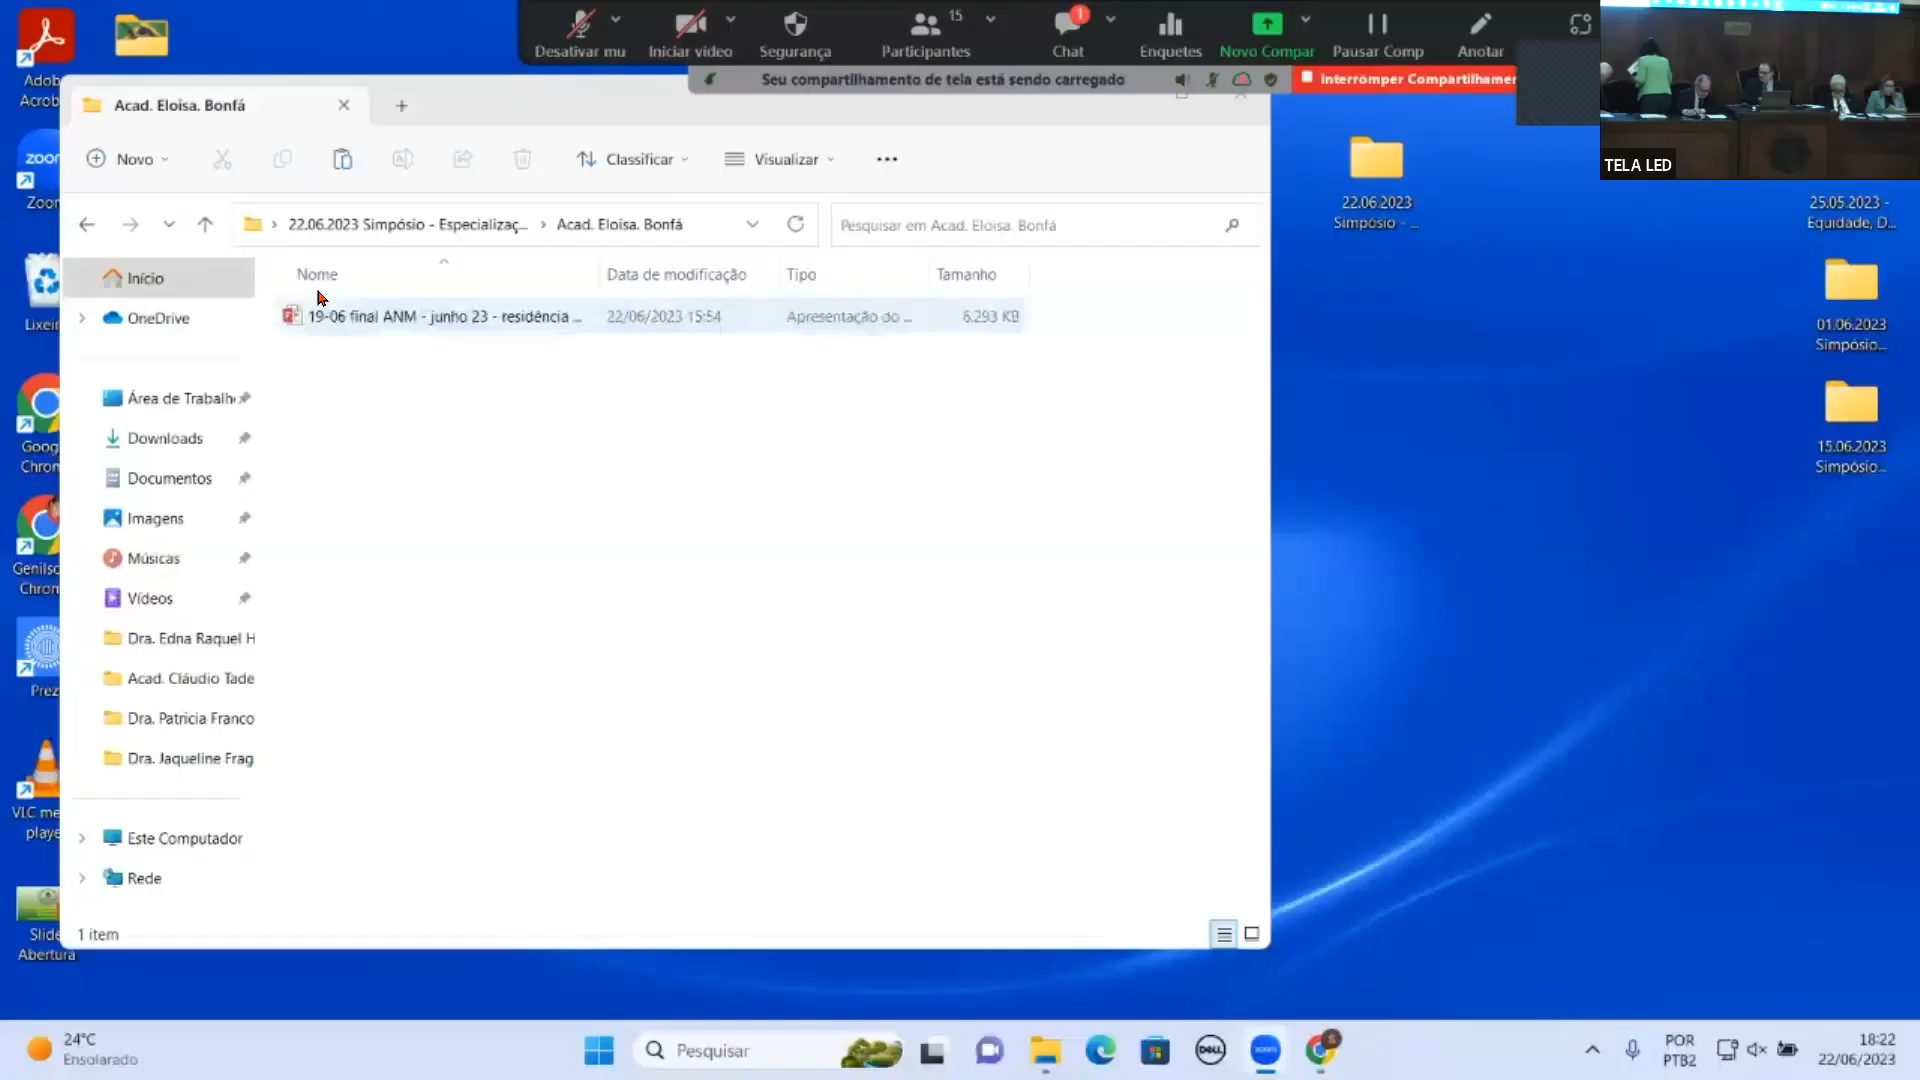 Desativar mu
Iniciar vídeo
Segurança
Participantes
15
Chat
1
Enquetes
Novo Compar
Pausar Comp
Anotar
Seu compartilhamento de tela está sendo carregado
Interromper Compartilhamen
TELA LED
Adob
Acrob
zoom
Zoor
Lixeir
Goog
Chron
Genilso
Chron
Prez
VLC me
playe
Slide
Abertura
Acad. Eloisa. Bonfá
Novo
Classificar
Visualizar
22.06.2023 Simpósio - Especializaç...
Acad. Eloisa. Bonfá
Pesquisar em Acad. Eloisa. Bonfá
Nome
Data de modificação
Tipo
Tamanho
19-06 final ANM - junho 23 - residência ...
22/06/2023 15:54
Apresentação do ...
6.293 KB
Início
OneDrive
Área de Trabalho
Downloads
Documentos
Imagens
Músicas
Vídeos
Dra. Edna Raquel H
Acad. Cláudio Tade
Dra. Patricia Franco
Dra. Jaqueline Frag
Este Computador
Rede
1 item
22.06.2023
Simpósio - ...
25.05.2023 -
Equidade, D...
01.06.2023
Simpósio...
15.06.2023
Simpósio...
24°C
Ensolarado
Pesquisar
DELL
zoom
POR
PTB2
18:22
22/06/2023